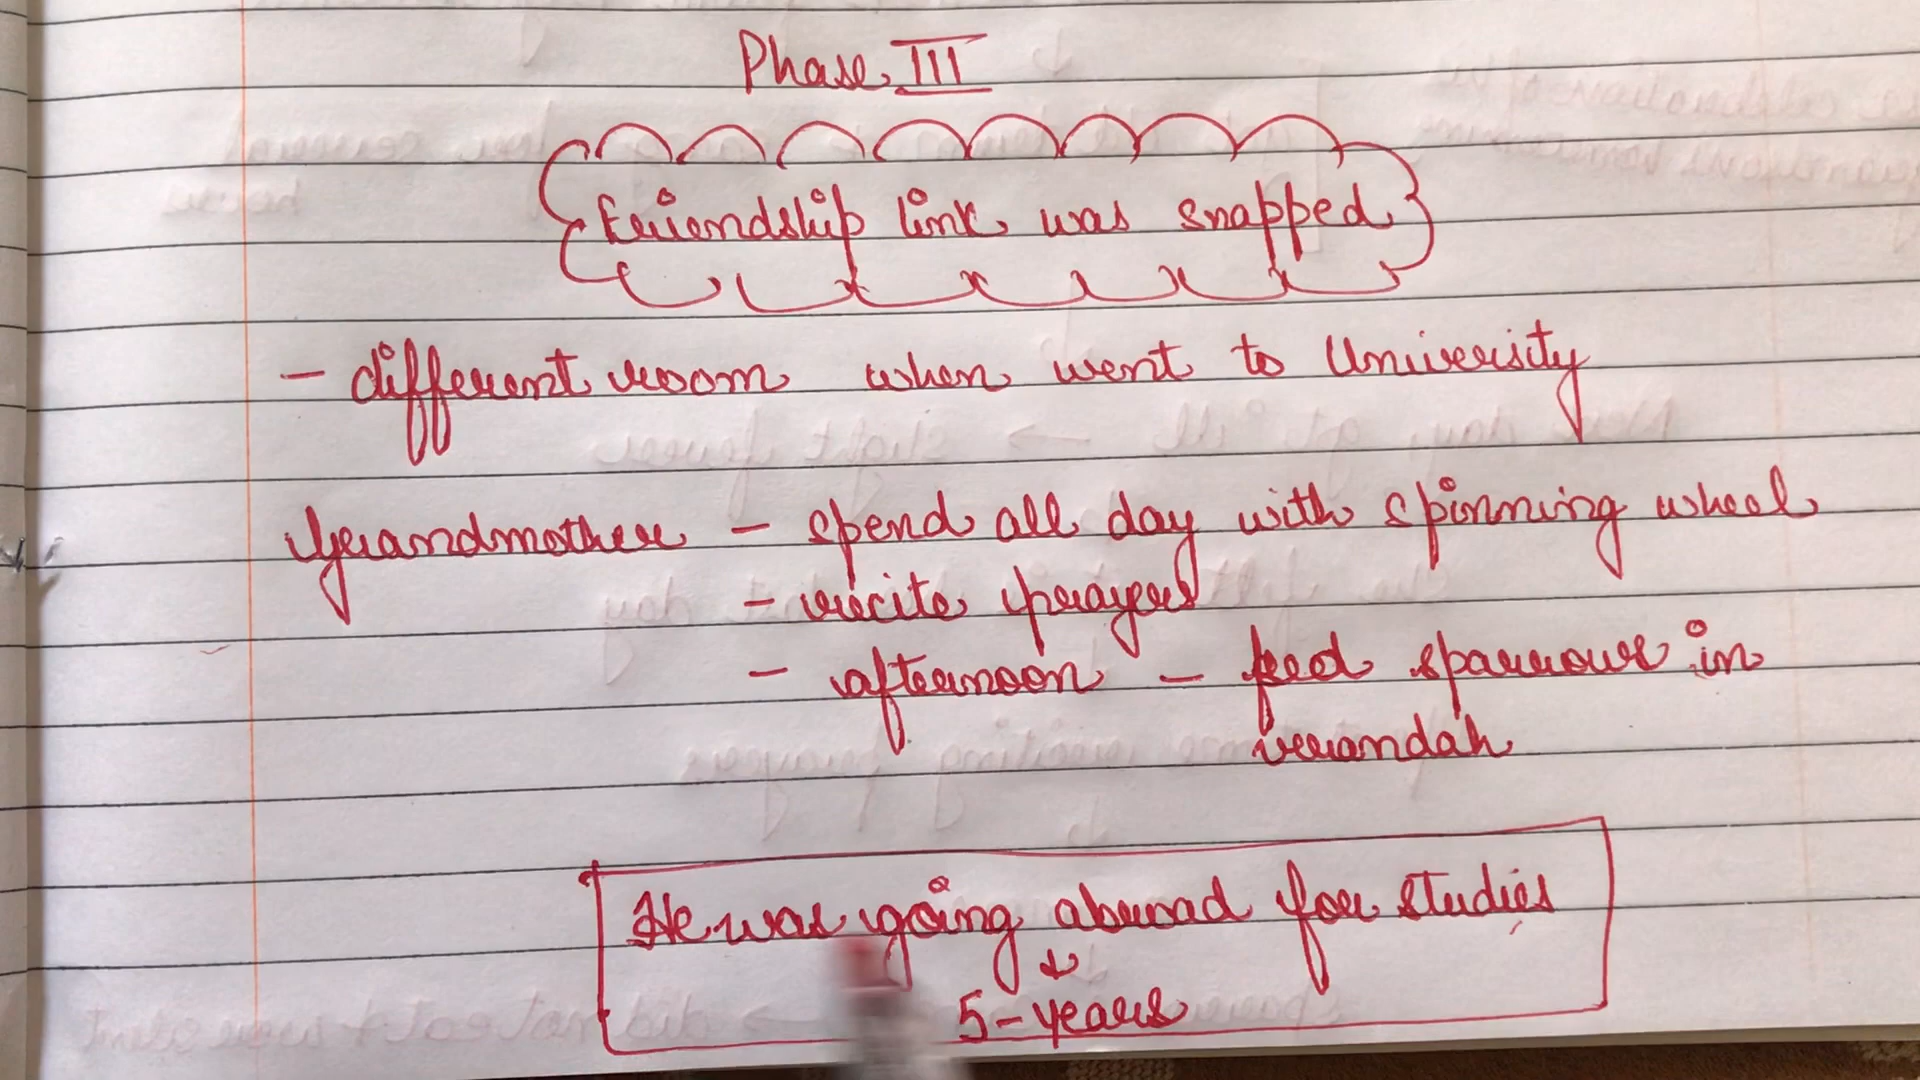 Phase III
Friendship link was snapped
- different room when went to University
Grandmother - spend all day with spinning wheel
- recite prayers
- afternoon - feed sparrows in
verandah
He was going abroad for studies
↓
5-years